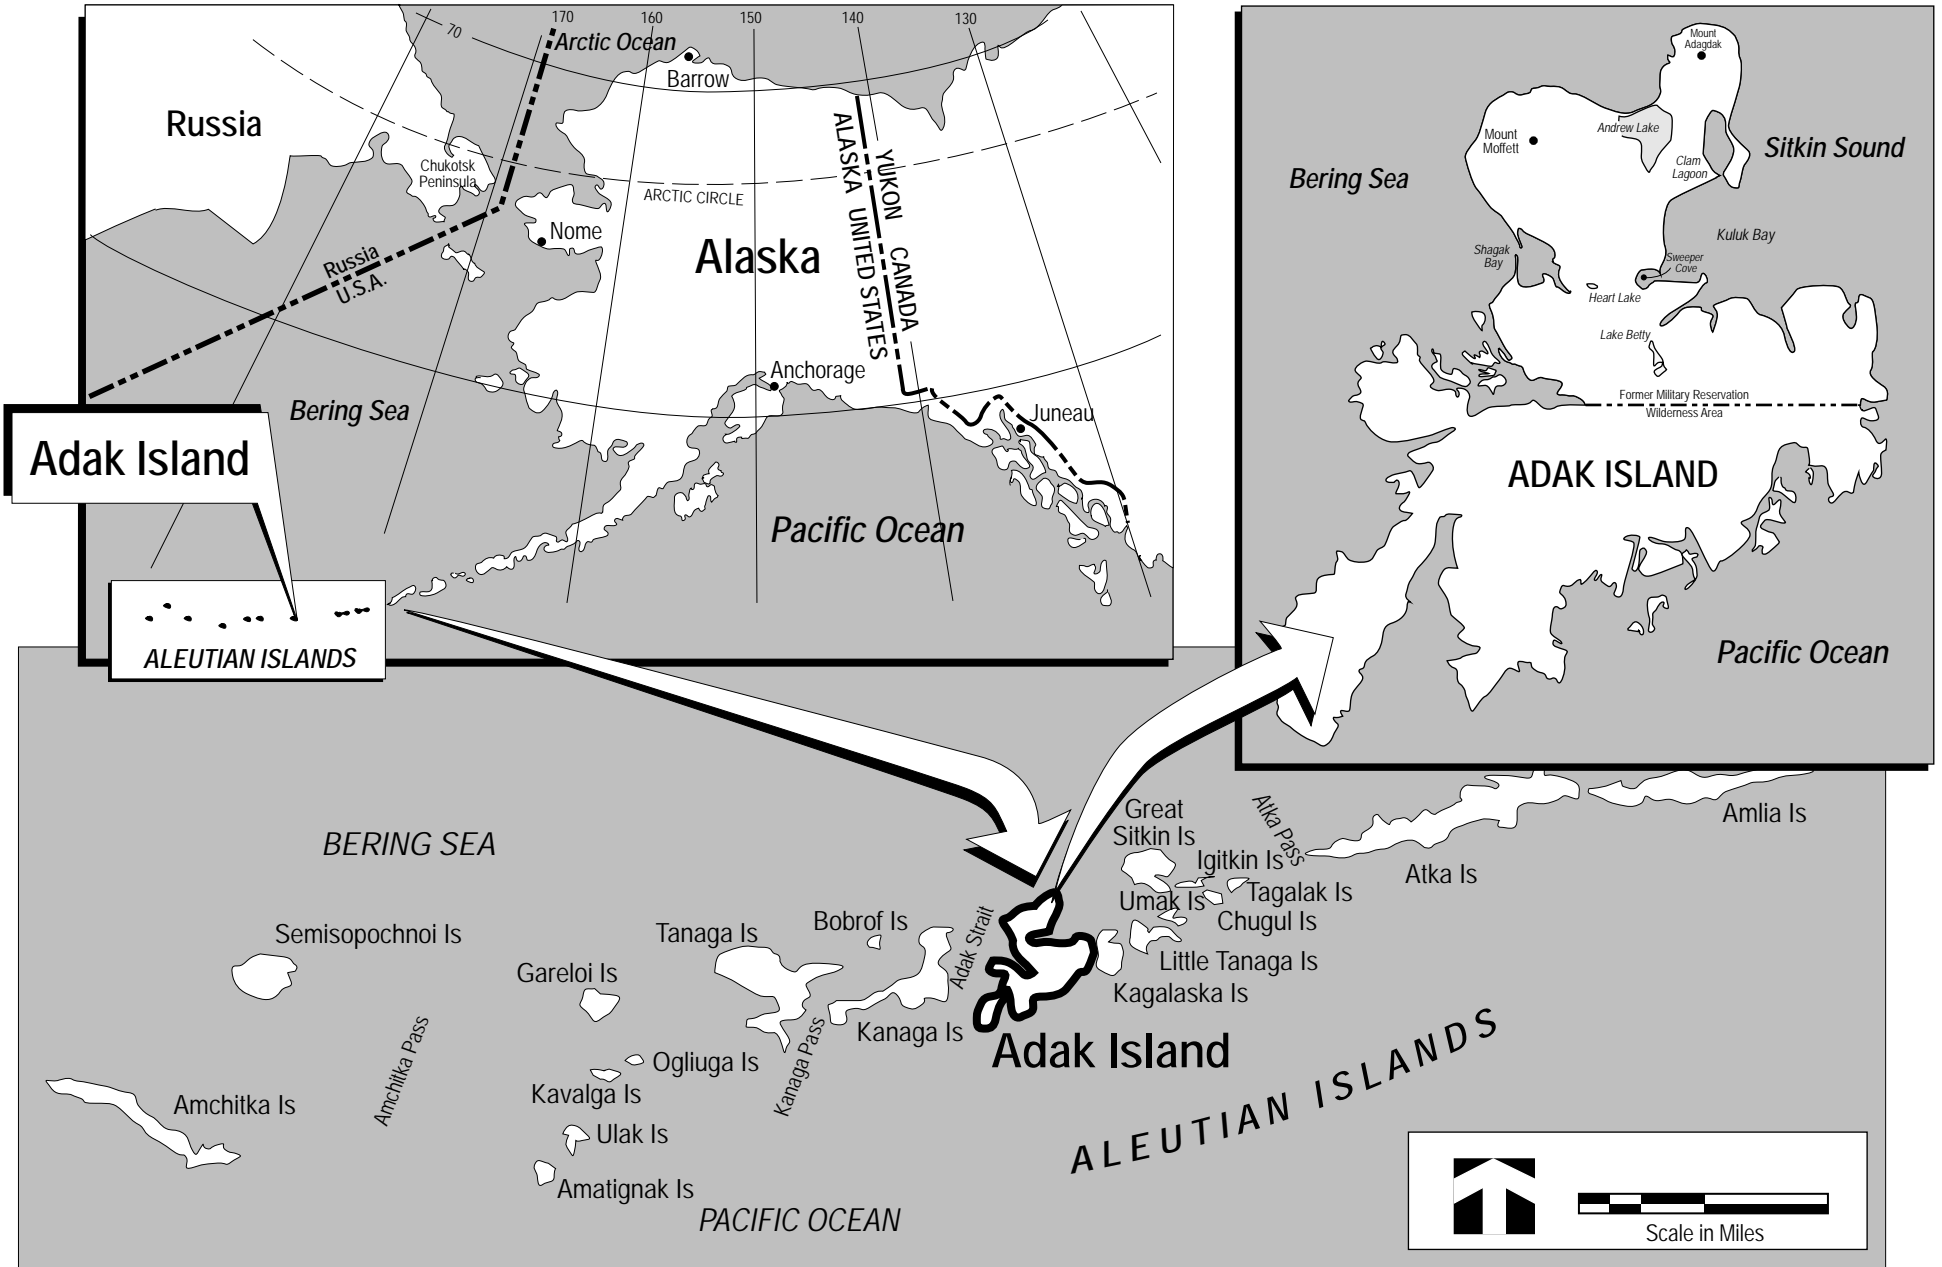 170
160
150
140
130
70
Arctic Ocean
Barrow
Russia
Chukotsk
Peninsula
ARCTIC CIRCLE
ALASKA UNITED STATES
YUKON CANADA
Nome
Alaska
Russia
U.S.A.
Anchorage
Bering Sea
Juneau
Adak Island
Pacific Ocean
ALEUTIAN ISLANDS
Mount
Adagdak
Mount
Moffett
Andrew Lake
Clam
Lagoon
Sitkin Sound
Bering Sea
Kuluk Bay
Shagak
Bay
Sweeper
Cove
Heart Lake
Lake Betty
Former Military Reservation
Wilderness Area
ADAK ISLAND
Pacific Ocean
BERING SEA
Great
Sitkin Is
Atka Pass
Amlia Is
Igitkin Is
Atka Is
Umak Is
Tagalak Is
Chugul Is
Semisopochnoi Is
Tanaga Is
Bobrof Is
Adak Strait
Gareloi Is
Little Tanaga Is
Kagalaska Is
Kanaga Is
Adak Island
Amchitka Pass
Kanaga Pass
Ogliuga Is
Kavalga Is
Amchitka Is
Ulak Is
Amatignak Is
ALEUTIAN ISLANDS
PACIFIC OCEAN
Scale in Miles